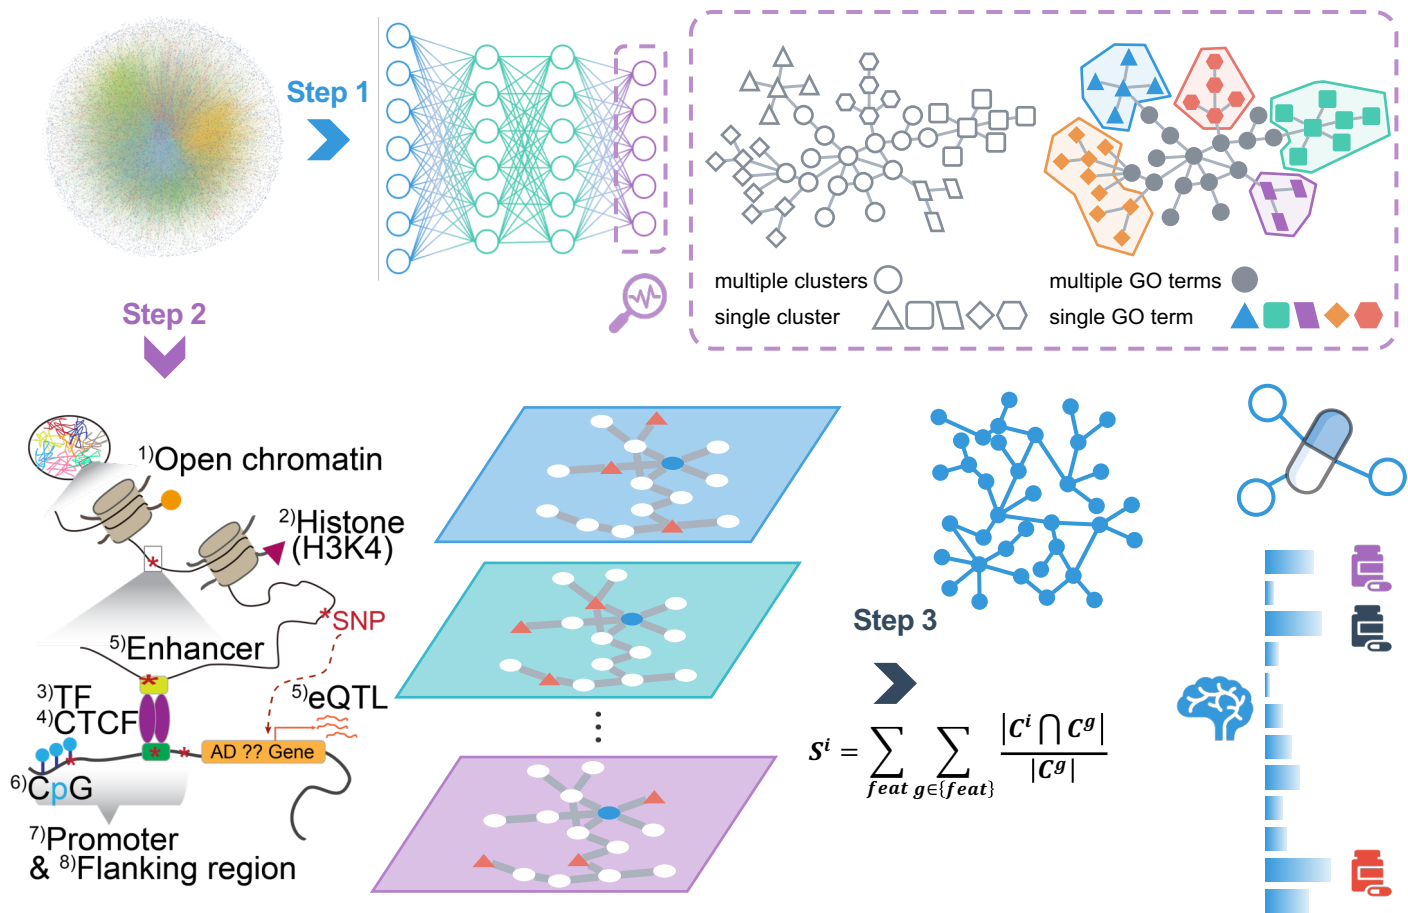 Step 1
multiple clusters
single cluster
multiple GO terms
single GO term
Step 2
1)Open chromatin
2)Histone
(H3K4)
*SNP
5)Enhancer
3)TF
4)CTCF
5)eQTL
AD ?? Gene
6)CpG
7)Promoter
& 8)Flanking region
Step 3
S^i = ∑_{feat} ∑_{g∈{feat}} |C^i ⋂ C^g| / |C^g|